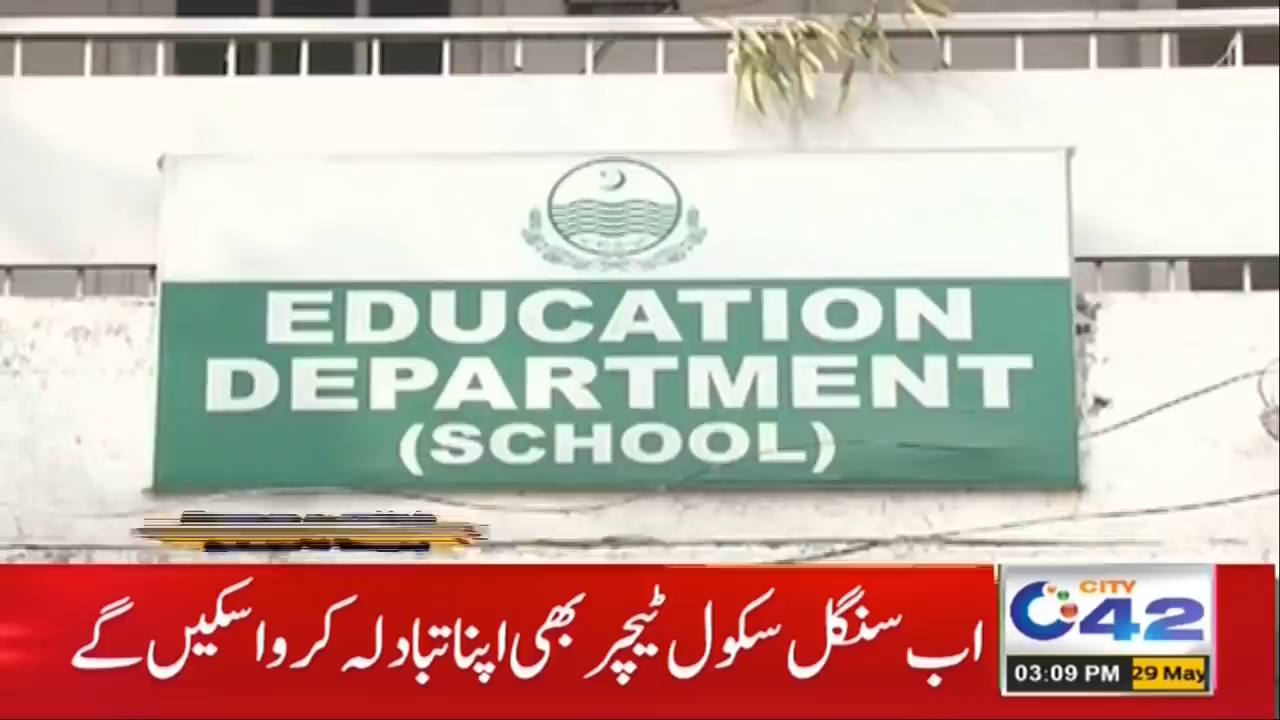 EDUCATION
DEPARTMENT
(SCHOOL)
اب سنگل سکول ٹیچر بھی اپنا تبادلہ کروا سکیں گے
CITY
42
03:09 PM
29 May